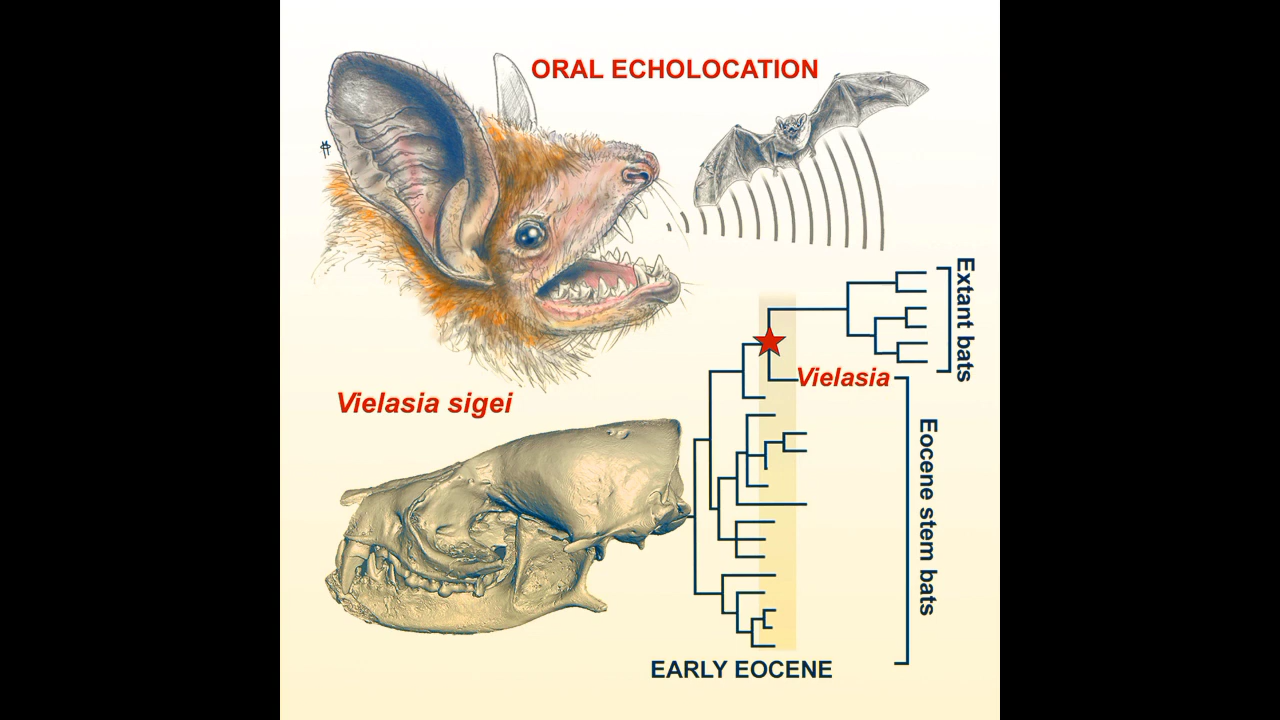 ORAL ECHOLOCATION
Extant bats
Vielasia
Vielasia sigei
Eocene stem bats
EARLY EOCENE